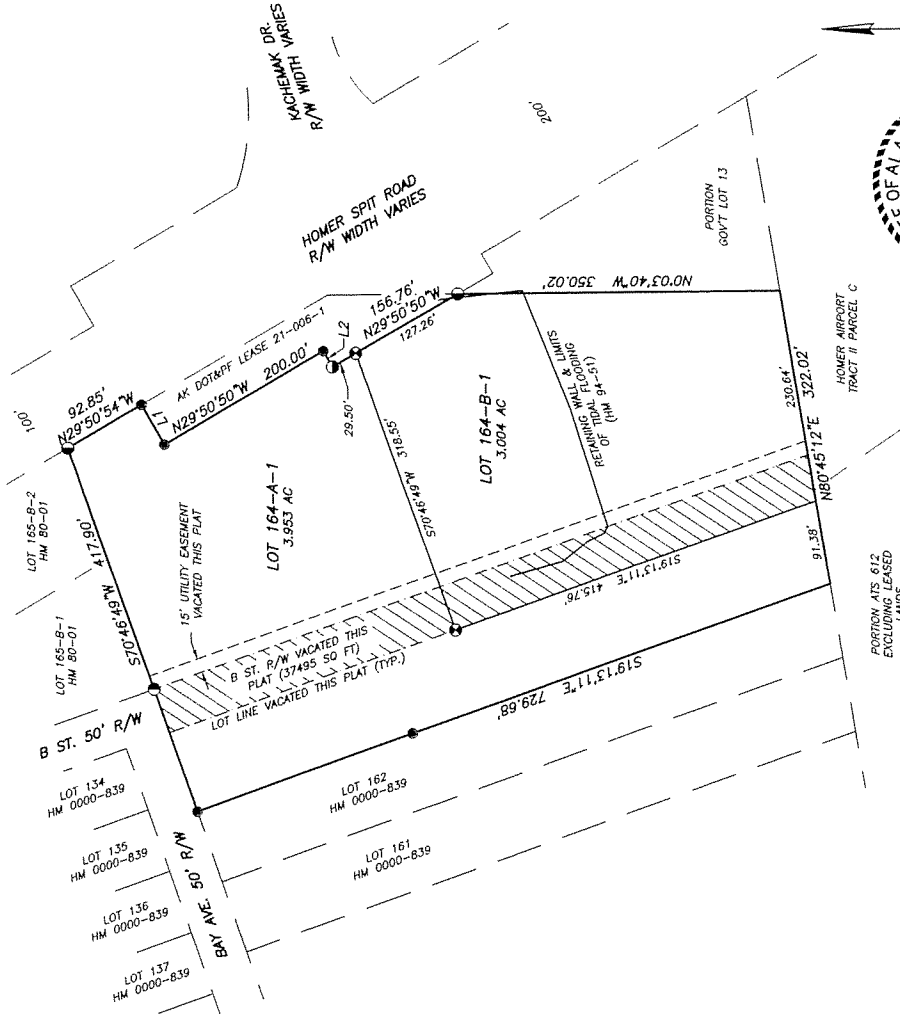 KACHEMAK DR.
R/W WIDTH VARIES
HOMER SPIT ROAD
R/W WIDTH VARIES
200'
100'
92.85'
N29°50'54"W
L1
AK DOT&PF LEASE 21-006-1
N29°50'50"W 200.00'
L2
156.76'
N29°50'50"W
127.26'
29.50'
LOT 165-B-2
HM 80-01
417.90'
S70°46'49"W
LOT 165-B-1
HM 80-01
15' UTILITY EASEMENT
VACATED THIS PLAT
LOT 164-A-1
3.953 AC
318.55'
S70°46'49"W
LOT 164-B-1
3.004 AC
RETAINING WALL & LIMITS
OF TIDAL FLOODING
(HM 94-51)
N0°03'40"W 350.02'
PORTION
GOV'T LOT 13
OF ALA
HOMER AIRPORT
TRACT II PARCEL C
230.64'
N80°45'12"E 322.02'
91.38'
PORTION ATS 612
EXCLUDING LEASED
LANDS
B ST. R/W VACATED THIS
PLAT (37495 SQ FT)
LOT LINE VACATED THIS PLAT (TYP.)
S19°13'11"E
415.76'
S19°13'11"E
729.68'
B ST. 50' R/W
LOT 134
HM 0000-839
LOT 135
HM 0000-839
LOT 136
HM 0000-839
LOT 137
HM 0000-839
BAY AVE. 50' R/W
LOT 162
HM 0000-839
LOT 161
HM 0000-839